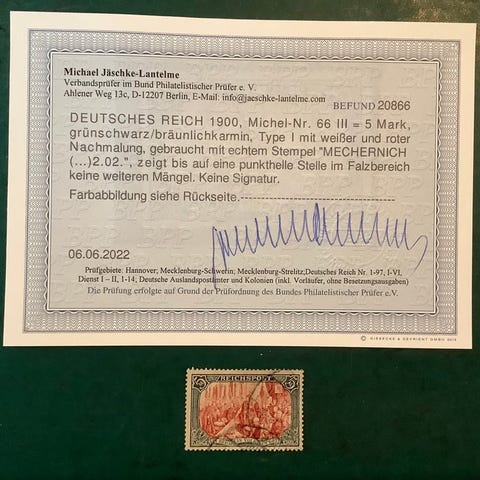 Michael Jäschke-Lantelme
Verbandsprüfer im Bund Philatelistischer Prüfer e. V.
Ahlener Weg 13c, D-12207 Berlin, E-Mail: info@jaeschke-lantelme.com
BEFUND 20866
DEUTSCHES REICH 1900, Michel-Nr. 66 III = 5 Mark,
grünschwarz/bräunlichkarmin, Type I mit weißer und roter
Nachmalung, gebraucht mit echtem Stempel "MECHERNICH
(...)2.02.", zeigt bis auf eine punkthelle Stelle im Falzbereich
keine weiteren Mängel. Keine Signatur.
Farbabbildung siehe Rückseite.---------------------------
06.06.2022
Prüfgebiete: Hannover; Mecklenburg-Schwerin; Mecklenburg-Strelitz,Deutsches Reich Nr. 1-97, I-VI,
Dienst I – II, 1-14; Deutsche Auslandspostämter und Kolonien (inkl. Vorläufer, ohne Besetzungsausgaben)
Die Prüfung erfolgte auf Grund der Prüfordnung des Bundes Philatelistischer Prüfer e.V.
© GIESECKE & DEVRIENT GMBH
REICHSPOST